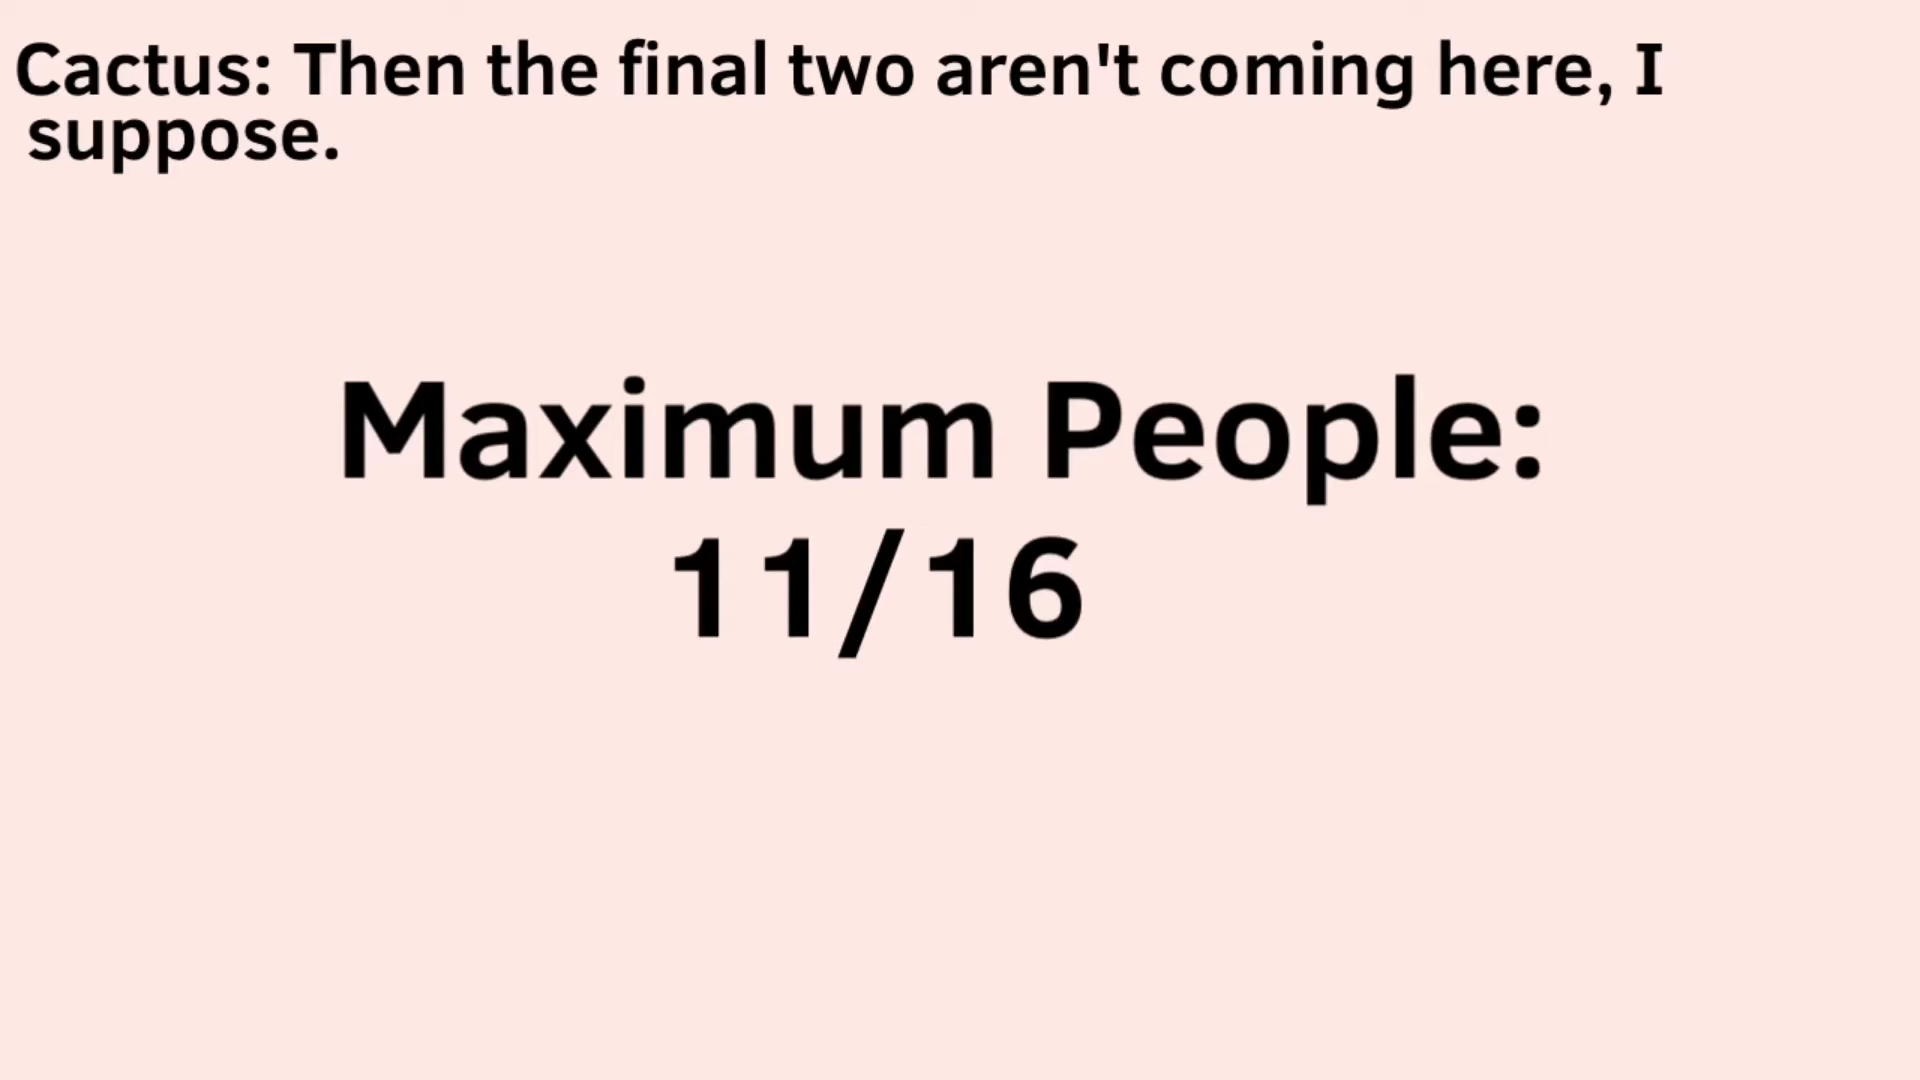 Cactus: Then the final two aren't coming here, I
suppose.
Maximum People:
11/16